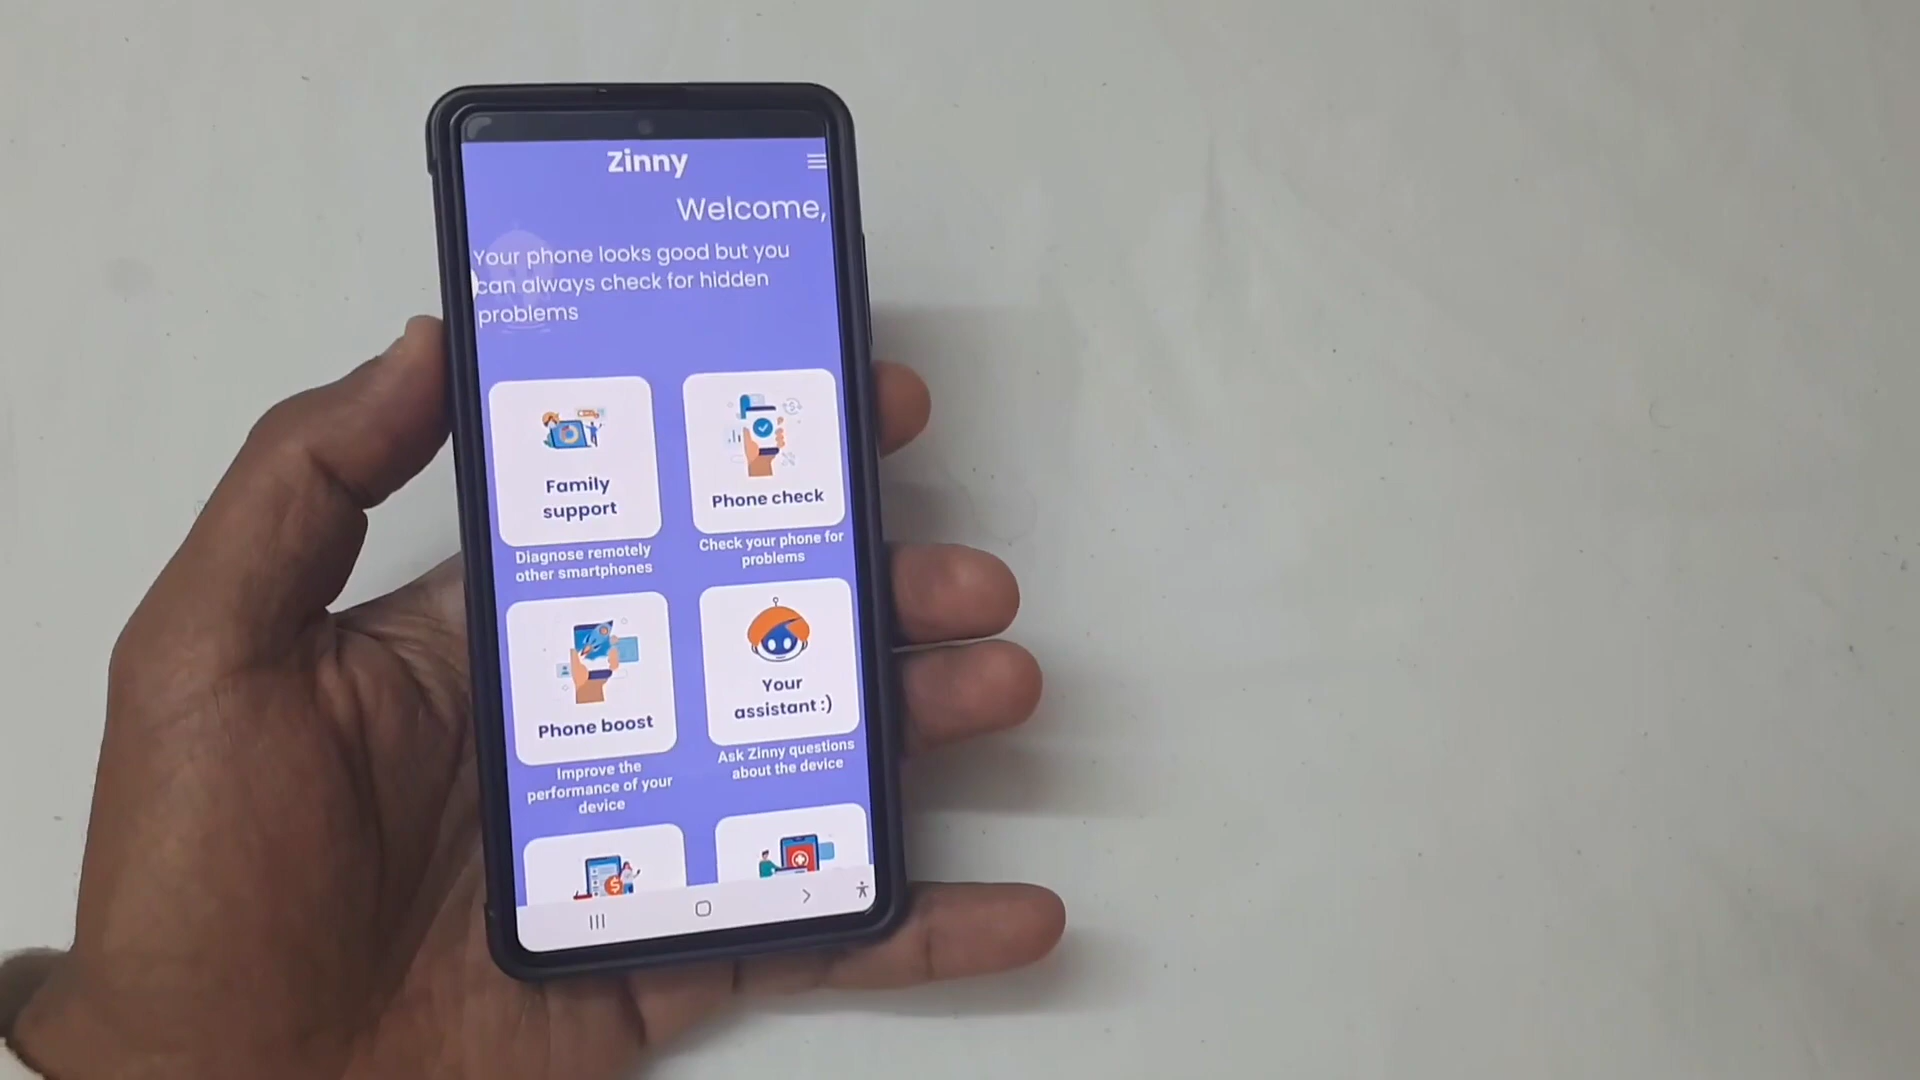 Zinny
Welcome,
Your phone looks good but you
can always check for hidden
problems
Family
support
Phone check
Diagnose remotely
other smartphones
Check your phone for
problems
Phone boost
Your
assistant :)
Improve the
performance of your
device
Ask Zinny questions
about the device